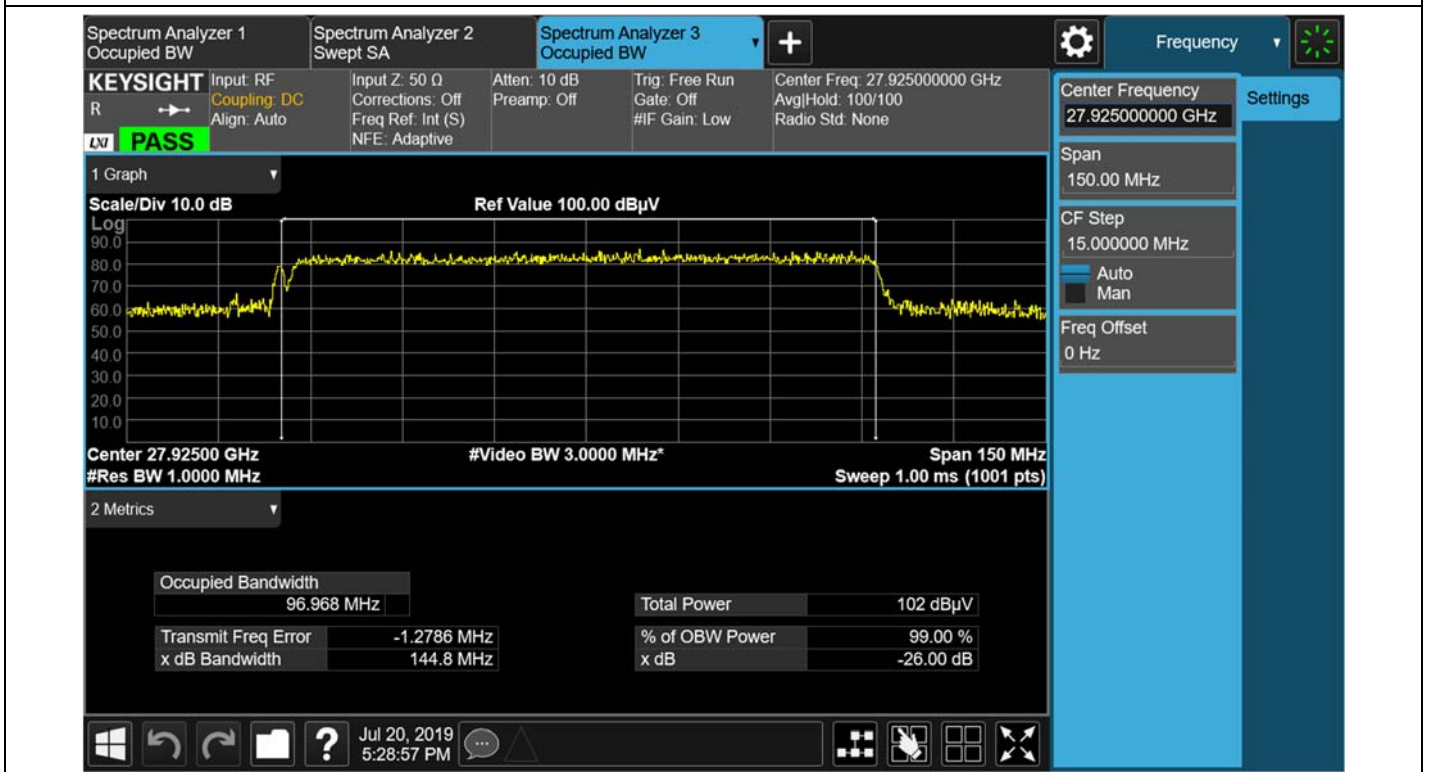 Spectrum Analyzer 1
Occupied BW
Spectrum Analyzer 2
Swept SA
Spectrum Analyzer 3
Occupied BW
Frequency
KEYSIGHT
R
LXI
PASS
Input: RF
Coupling: DC
Align: Auto
Input Z: 50 Ω
Corrections: Off
Freq Ref: Int (S)
NFE: Adaptive
Atten: 10 dB
Preamp: Off
Trig: Free Run
Gate: Off
#IF Gain: Low
Center Freq: 27.925000000 GHz
Avg|Hold: 100/100
Radio Std: None
Center Frequency
27.925000000 GHz
Settings
Span
150.00 MHz
CF Step
15.000000 MHz
Auto
Man
Freq Offset
0 Hz
1 Graph
Scale/Div 10.0 dB
Ref Value 100.00 dBµV
Log
90.0
80.0
70.0
60.0
50.0
40.0
30.0
20.0
10.0
Center 27.92500 GHz
#Video BW 3.0000 MHz*
Span 150 MHz
#Res BW 1.0000 MHz
Sweep 1.00 ms (1001 pts)
2 Metrics
Occupied Bandwidth
96.968 MHz
Total Power 102 dBµV
Transmit Freq Error -1.2786 MHz
% of OBW Power 99.00 %
x dB Bandwidth 144.8 MHz
x dB -26.00 dB
?
Jul 20, 2019
5:28:57 PM